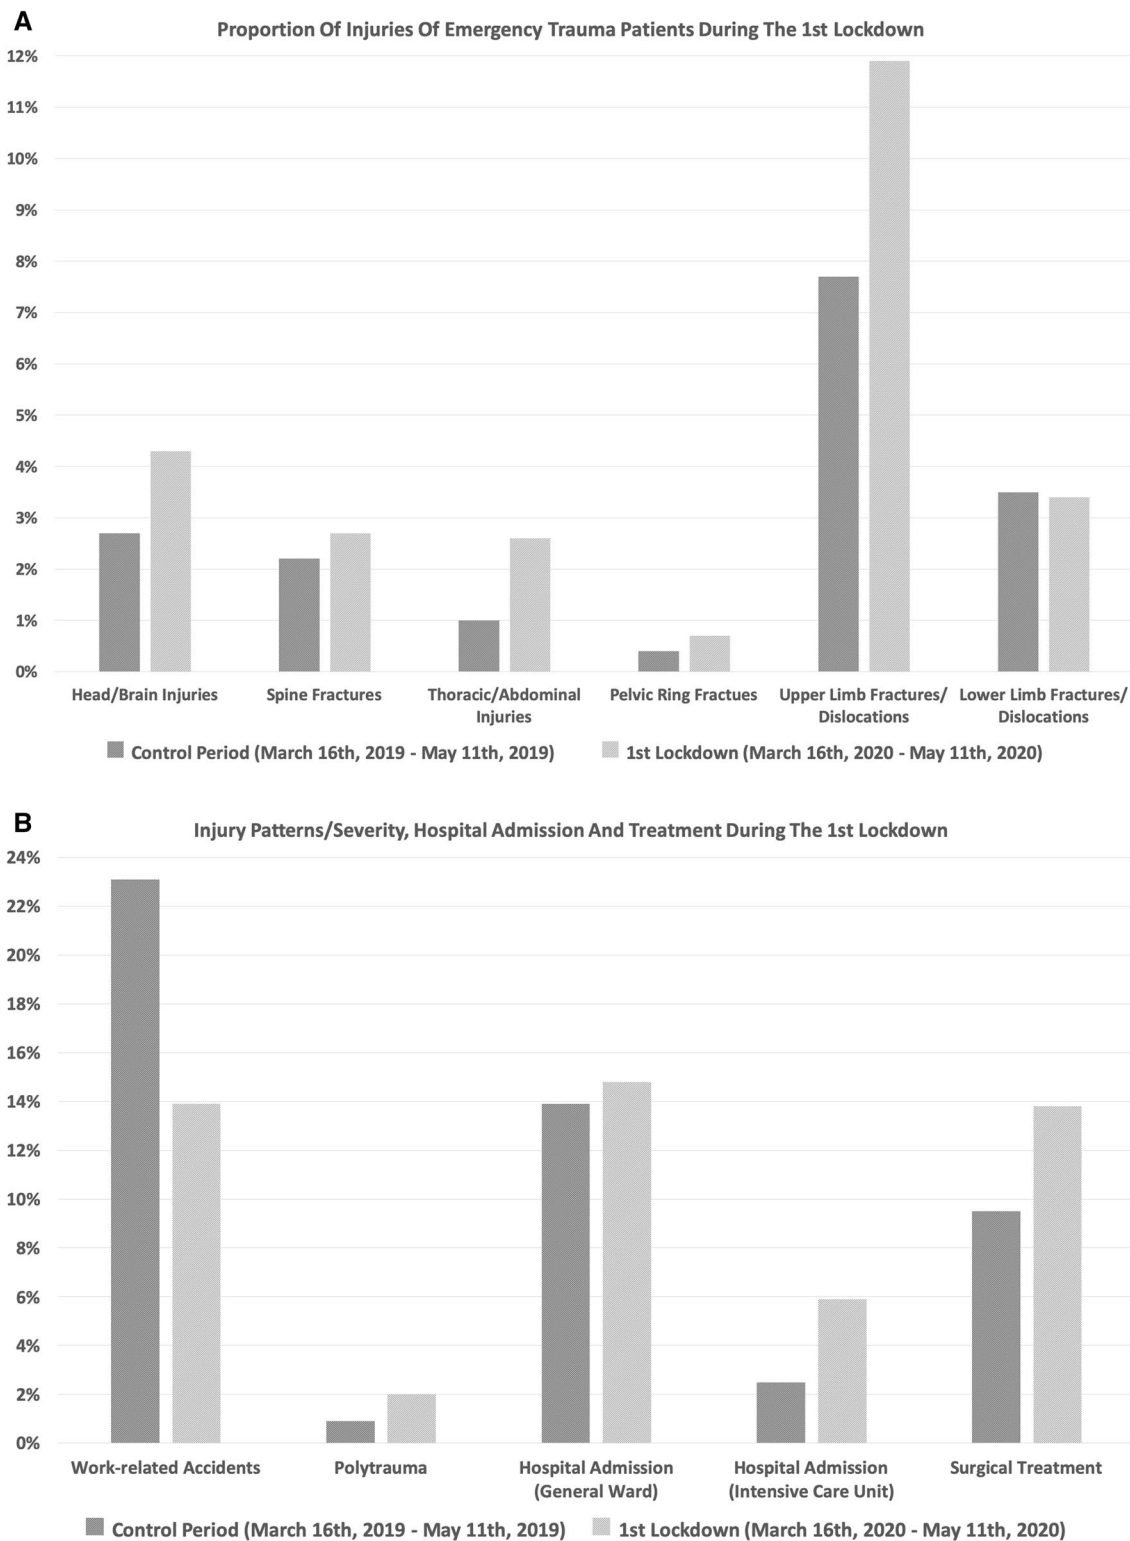 A
Proportion Of Injuries Of Emergency Trauma Patients During The 1st Lockdown
12%
11%
10%
9%
8%
7%
6%
5%
4%
3%
2%
1%
0%
Head/Brain Injuries
Spine Fractures
Thoracic/Abdominal
Injuries
Pelvic Ring Fractues
Upper Limb Fractures/
Dislocations
Lower Limb Fractures/
Dislocations
Control Period (March 16th, 2019 - May 11th, 2019)
1st Lockdown (March 16th, 2020 - May 11th, 2020)
B
Injury Patterns/Severity, Hospital Admission And Treatment During The 1st Lockdown
24%
22%
20%
18%
16%
14%
12%
10%
8%
6%
4%
2%
0%
Work-related Accidents
Polytrauma
Hospital Admission
(General Ward)
Hospital Admission
(Intensive Care Unit)
Surgical Treatment
Control Period (March 16th, 2019 - May 11th, 2019)
1st Lockdown (March 16th, 2020 - May 11th, 2020)